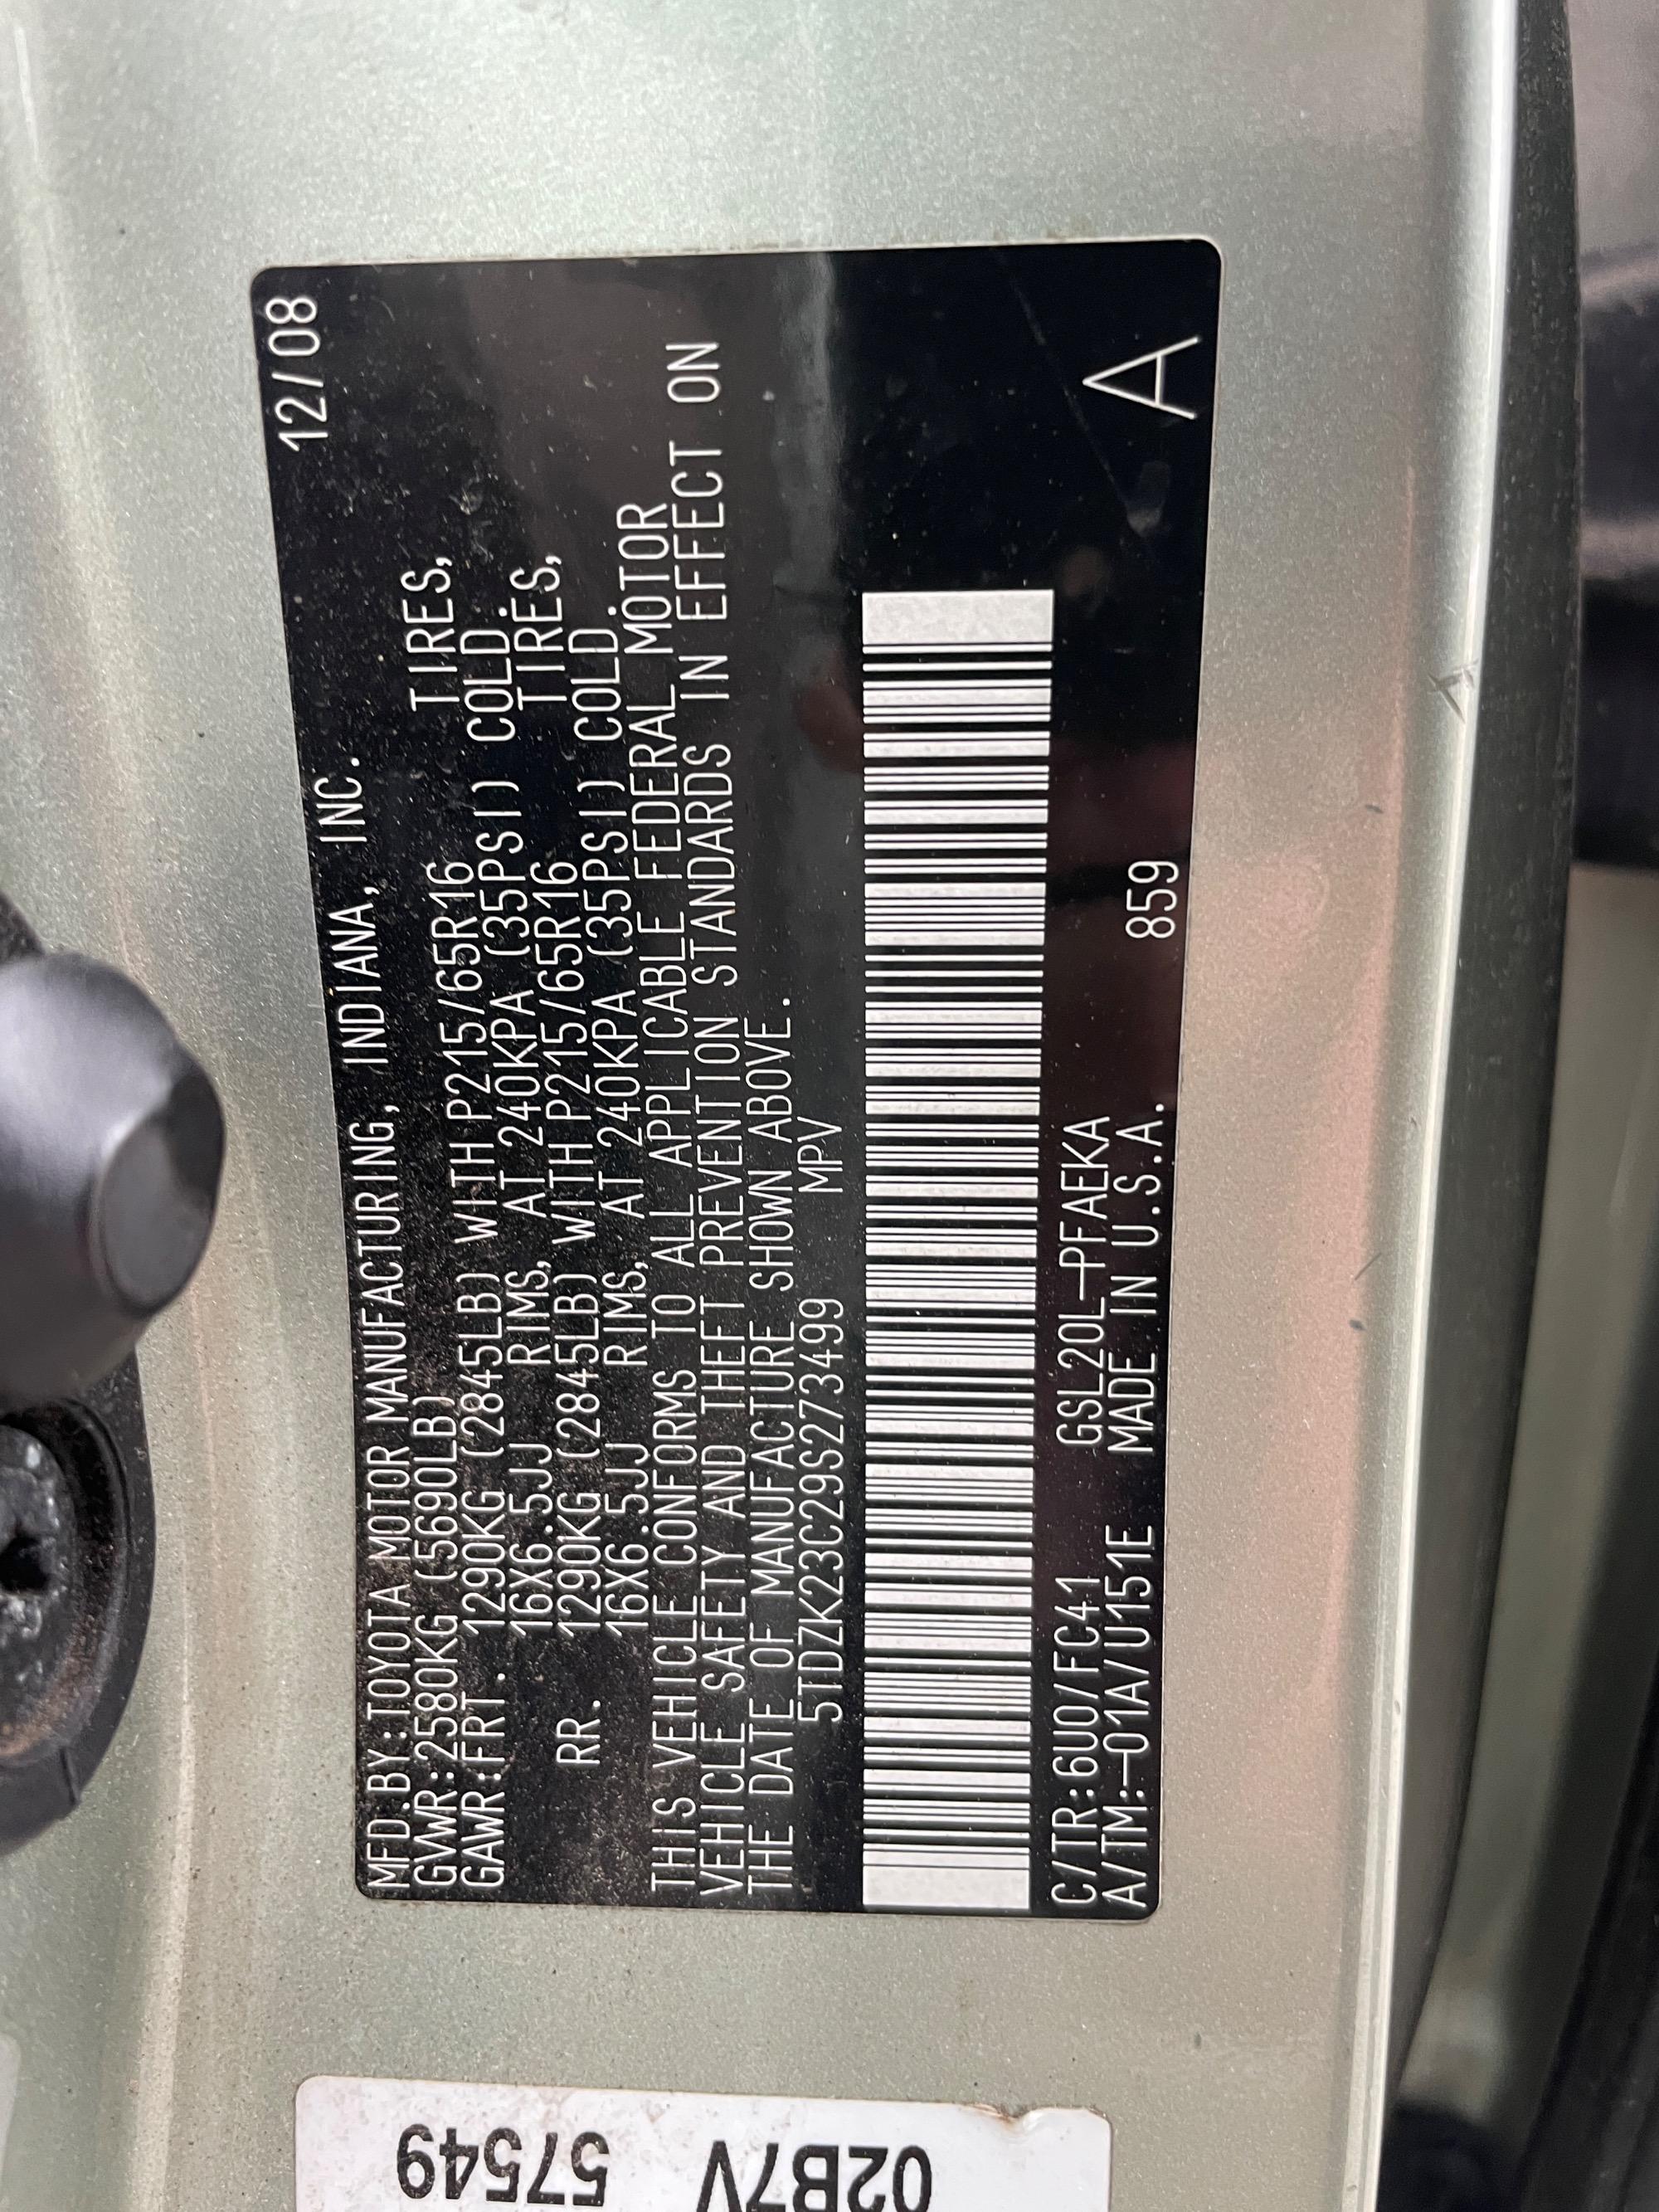 12/08
MFD.BY:TOYOTA MOTOR MANUFACTURING, INDIANA, INC.
GVWR:2580KG (5690LB)
GAWR:FRT. 1290KG (2845LB) WITH P215/65R16 TIRES,
16X6.5JJ RIMS, AT 240KPA (35PSI) COLD.
RR. 1290KG (2845LB) WITH P215/65R16 TIRES,
16X6.5JJ RIMS, AT 240KPA (35PSI) COLD.
THIS VEHICLE CONFORMS TO ALL APPLICABLE FEDERAL MOTOR
VEHICLE SAFETY AND THEFT PREVENTION STANDARDS IN EFFECT ON
THE DATE OF MANUFACTURE SHOWN ABOVE.
5TDZK23C29S273499 MPV
C/TR:6U0/FC41 GSL20L-PFAEKA
A/TM:-01A/U151E MADE IN U.S.A. 859 A
02B7V
57549